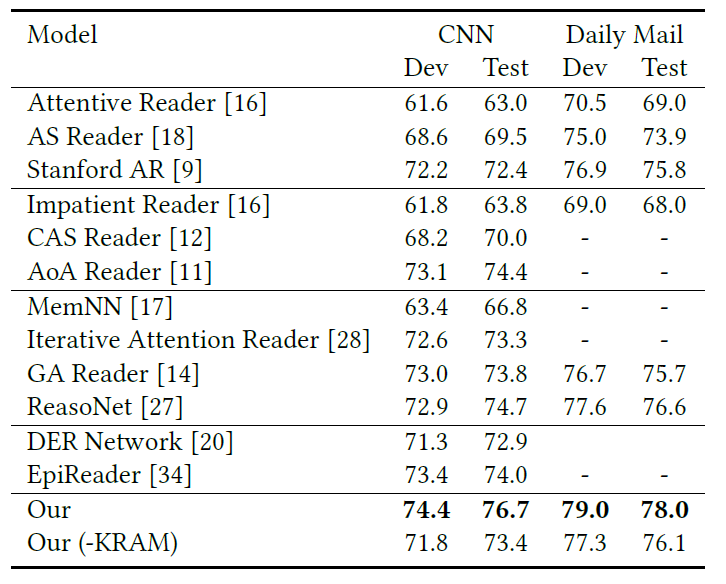 Model CNN Daily Mail
Dev Test Dev Test
Attentive Reader [16] 61.6 63.0 70.5 69.0
AS Reader [18] 68.6 69.5 75.0 73.9
Stanford AR [9] 72.2 72.4 76.9 75.8
Impatient Reader [16] 61.8 63.8 69.0 68.0
CAS Reader [12] 68.2 70.0 - -
AoA Reader [11] 73.1 74.4 - -
MemNN [17] 63.4 66.8 - -
Iterative Attention Reader [28] 72.6 73.3 - -
GA Reader [14] 73.0 73.8 76.7 75.7
ReasoNet [27] 72.9 74.7 77.6 76.6
DER Network [20] 71.3 72.9
EpiReader [34] 73.4 74.0 - -
Our 74.4 76.7 79.0 78.0
Our (-KRAM) 71.8 73.4 77.3 76.1